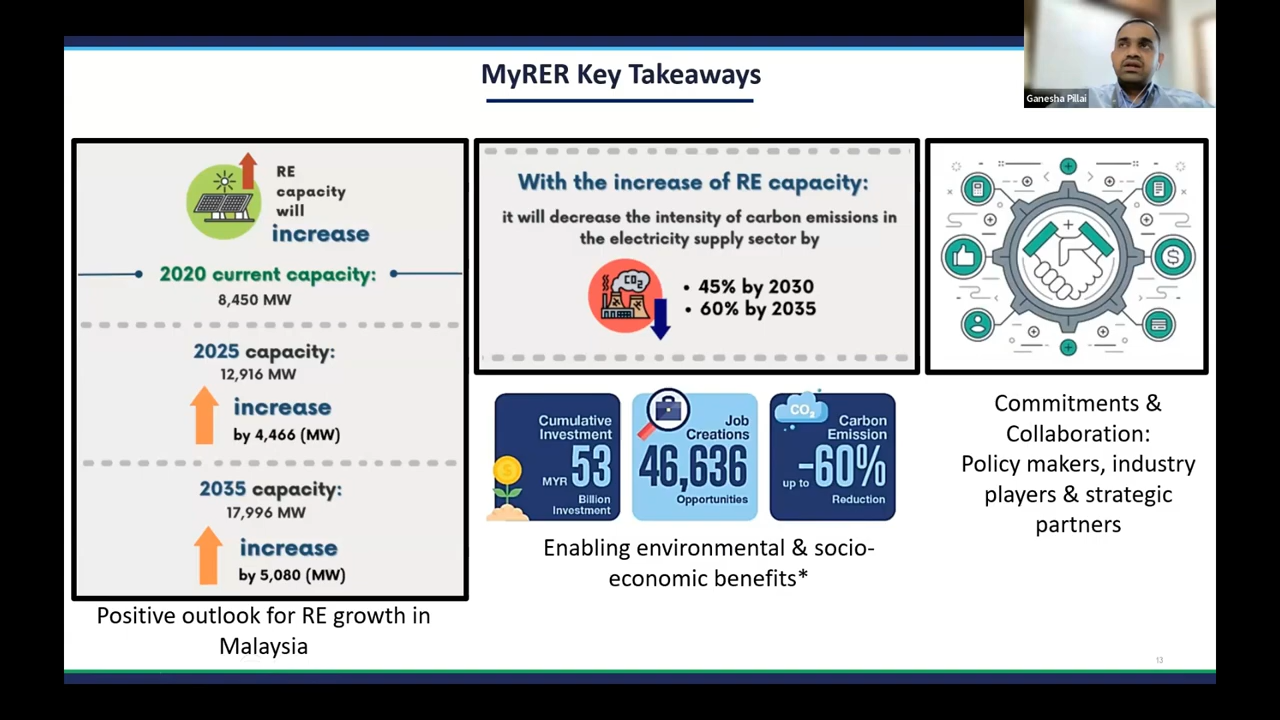 MyRER Key Takeaways
Ganesha Pillai
RE
capacity
will
increase
2020 current capacity:
8,450 MW
2025 capacity:
12,916 MW
increase
by 4,466 (MW)
2035 capacity:
17,996 MW
increase
by 5,080 (MW)
Positive outlook for RE growth in
Malaysia
With the increase of RE capacity:
it will decrease the intensity of carbon emissions in
the electricity supply sector by
CO2
• 45% by 2030
• 60% by 2035
Cumulative
Investment
MYR 53
Billion
Investment
Job
Creations
46,636
Opportunities
CO2
Carbon
Emission
up to -60%
Reduction
Enabling environmental & socio-
economic benefits*
$
Commitments &
Collaboration:
Policy makers, industry
players & strategic
partners
13